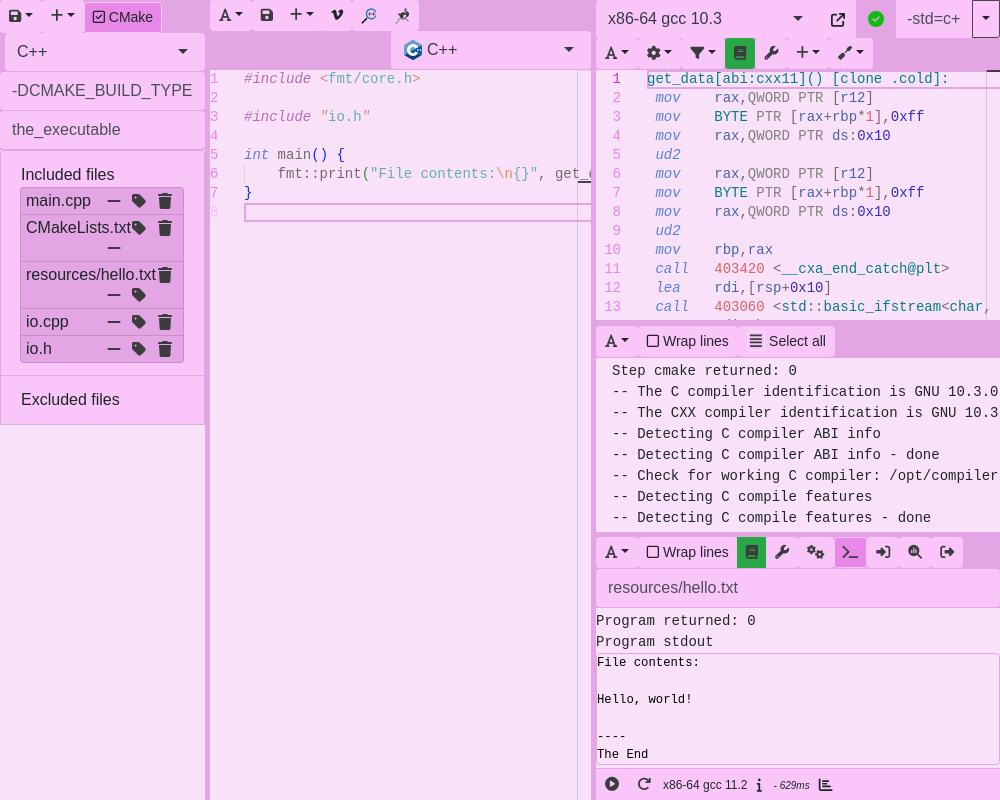 CMake
C++
-DCMAKE_BUILD_TYPE
the_executable
Included files
main.cpp
CMakeLists.txt
resources/hello.txt
io.cpp
io.h
Excluded files
A
C++
1 #include <fmt/core.h>
2
3 #include "io.h"
4
5 int main() {
6 fmt::print("File contents:\n{}", get_d
7 }
8
x86-64 gcc 10.3
-std=c+
A
1 get_data[abi:cxx11]() [clone .cold]:
2 mov rax,QWORD PTR [r12]
3 mov BYTE PTR [rax+rbp*1],0xff
4 mov rax,QWORD PTR ds:0x10
5 ud2
6 mov rax,QWORD PTR [r12]
7 mov BYTE PTR [rax+rbp*1],0xff
8 mov rax,QWORD PTR ds:0x10
9 ud2
10 mov rbp,rax
11 call 403420 <__cxa_end_catch@plt>
12 lea rdi,[rsp+0x10]
13 call 403060 <std::basic_ifstream<char,
A Wrap lines Select all
Step cmake returned: 0
-- The C compiler identification is GNU 10.3.0
-- The CXX compiler identification is GNU 10.3
-- Detecting C compiler ABI info
-- Detecting C compiler ABI info - done
-- Check for working C compiler: /opt/compiler
-- Detecting C compile features
-- Detecting C compile features - done
A Wrap lines
resources/hello.txt
Program returned: 0
Program stdout
File contents:
Hello, world!
----
The End
x86-64 gcc 11.2 i - 629ms